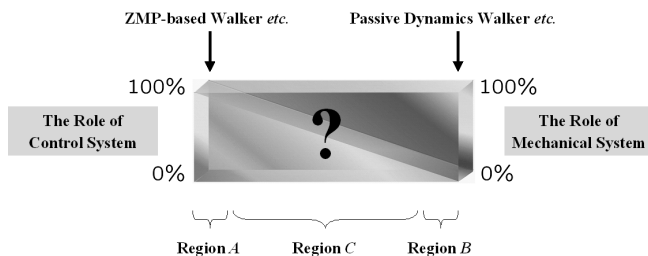 ZMP-based Walker etc.
Passive Dynamics Walker etc.
100%
100%
The Role of
Control System
?
The Role of
Mechanical System
0%
0%
Region A
Region C
Region B